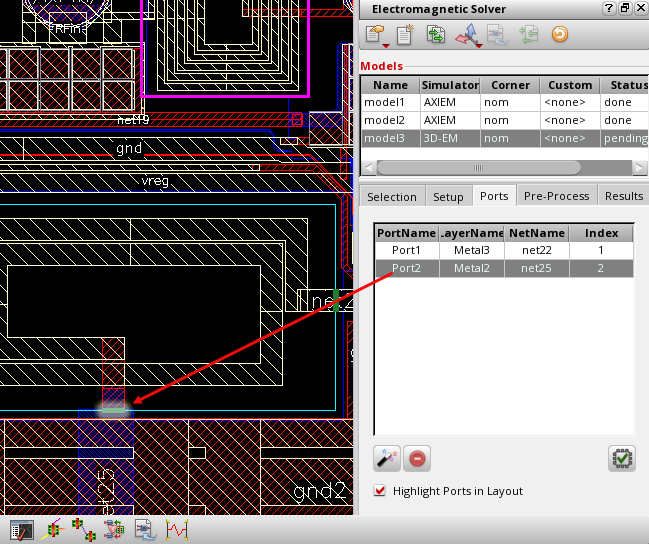 Electromagnetic Solver
Models
Name Simulator Corner Custom Status
model1 AXIEM nom <none> done
model2 AXIEM nom <none> done
model3 3D-EM nom <none> pending
Selection Setup Ports Pre-Process Results
PortName LayerName NetName Index
Port1 Metal3 net22 1
Port2 Metal2 net25 2
Highlight Ports in Layout
net19
gnd
vreg
gnd2